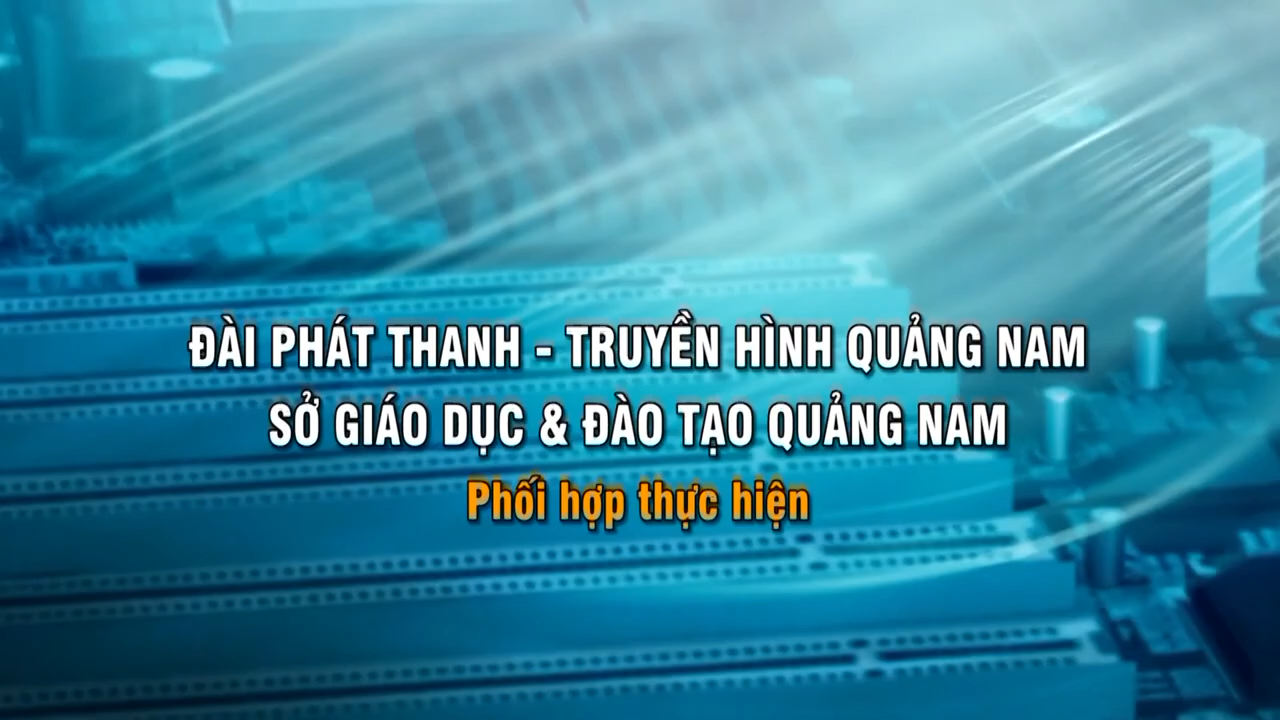 ĐÀI PHÁT THANH - TRUYỀN HÌNH QUẢNG NAM
SỞ GIÁO DỤC & ĐÀO TẠO QUẢNG NAM
Phối hợp thực hiện